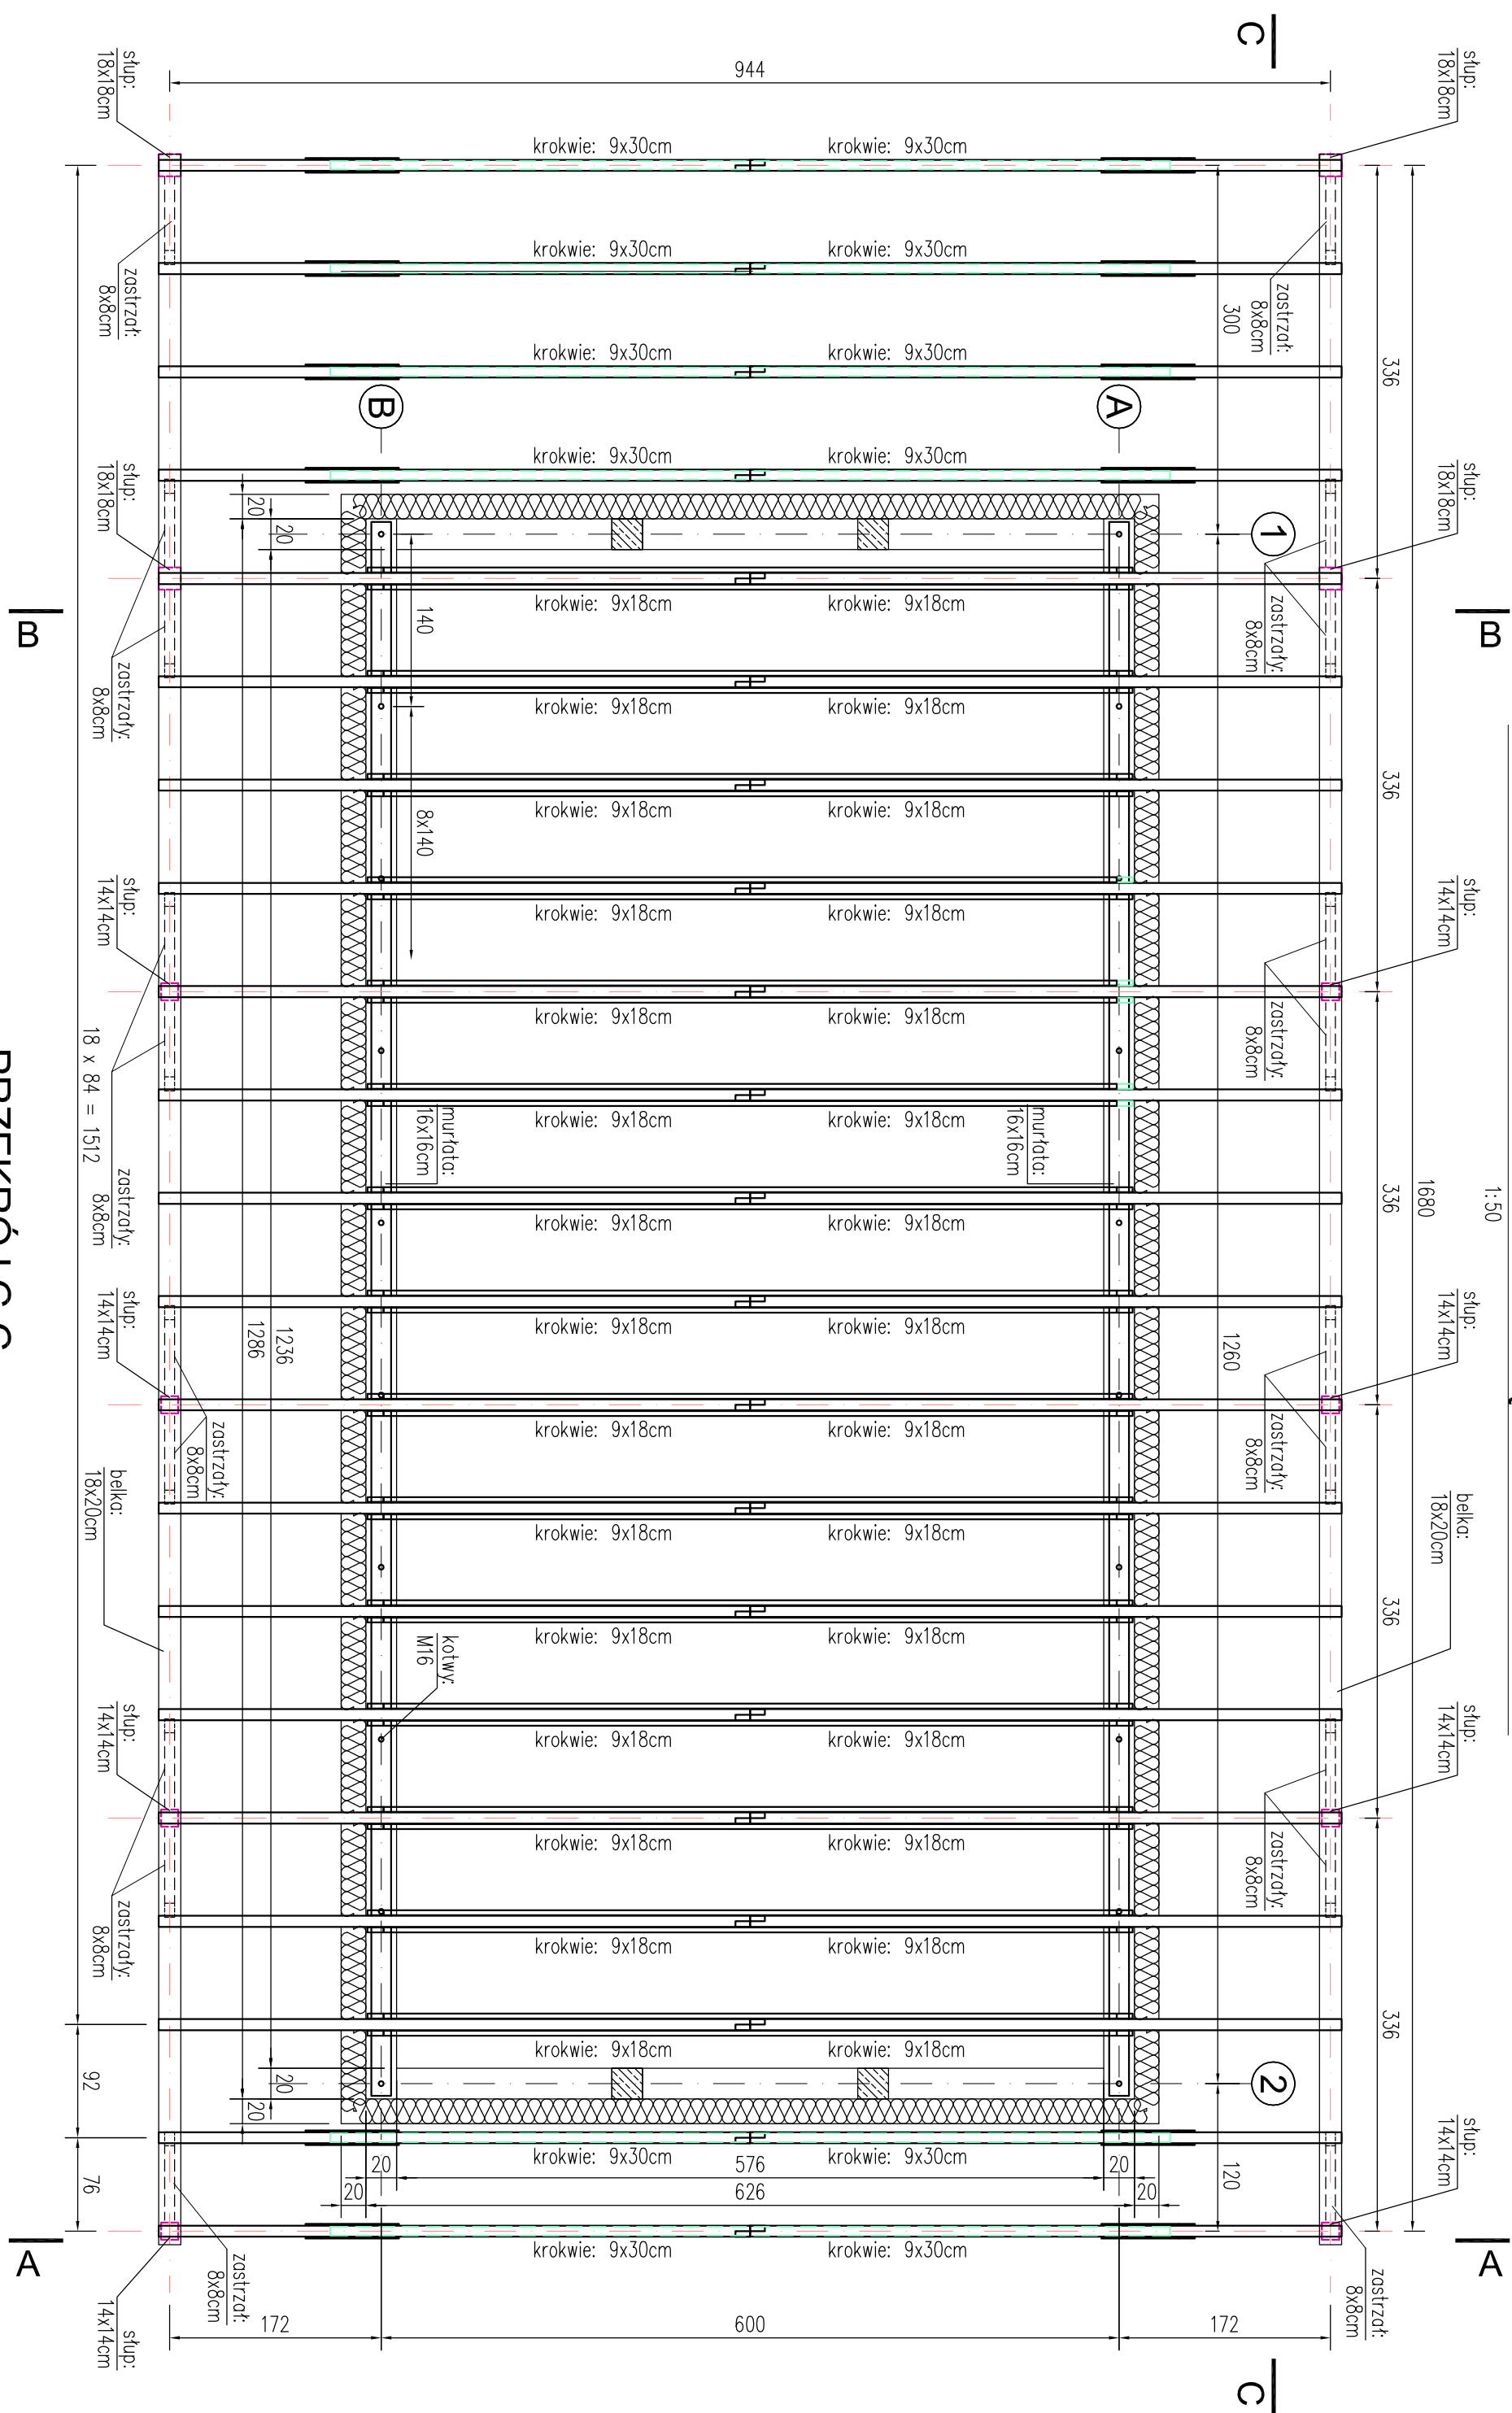 C
słup:
18x18cm
944
słup:
18x18cm
krokwie: 9x30cm
krokwie: 9x30cm
krokwie: 9x30cm
krokwie: 9x30cm
zastrzał:
8x8cm
zastrzał:
8x8cm
300
336
krokwie: 9x30cm
krokwie: 9x30cm
B
A
krokwie: 9x30cm
krokwie: 9x30cm
słup:
18x18cm
słup:
18x18cm
20
20
1
B
140
krokwie: 9x18cm
krokwie: 9x18cm
zastrzały:
8x8cm
B
zastrzały:
8x8cm
krokwie: 9x18cm
krokwie: 9x18cm
336
8x140
krokwie: 9x18cm
krokwie: 9x18cm
słup:
14x14cm
słup:
14x14cm
krokwie: 9x18cm
krokwie: 9x18cm
krokwie: 9x18cm
krokwie: 9x18cm
zastrzały:
8x8cm
18 x 84 = 1512
krokwie: 9x18cm
krokwie: 9x18cm
murłata:
16x16cm
murłata:
16x16cm
zastrzały:
8x8cm
336
1680
1:50
krokwie: 9x18cm
krokwie: 9x18cm
słup:
14x14cm
1286
1236
krokwie: 9x18cm
krokwie: 9x18cm
1260
słup:
14x14cm
zastrzały:
8x8cm
krokwie: 9x18cm
krokwie: 9x18cm
zastrzały:
8x8cm
belka:
18x20cm
krokwie: 9x18cm
krokwie: 9x18cm
belka:
18x20cm
336
kotwy:
M16
krokwie: 9x18cm
krokwie: 9x18cm
słup:
14x14cm
krokwie: 9x18cm
krokwie: 9x18cm
słup:
14x14cm
krokwie: 9x18cm
krokwie: 9x18cm
zastrzały:
8x8cm
zastrzały:
8x8cm
krokwie: 9x18cm
krokwie: 9x18cm
336
krokwie: 9x18cm
krokwie: 9x18cm
92
20
20
2
76
krokwie: 9x30cm
krokwie: 9x30cm
20
576
20
20
626
20
120
słup:
14x14cm
A
krokwie: 9x30cm
krokwie: 9x30cm
A
zastrzał:
8x8cm
zastrzał:
8x8cm
słup:
14x14cm
172
600
172
C